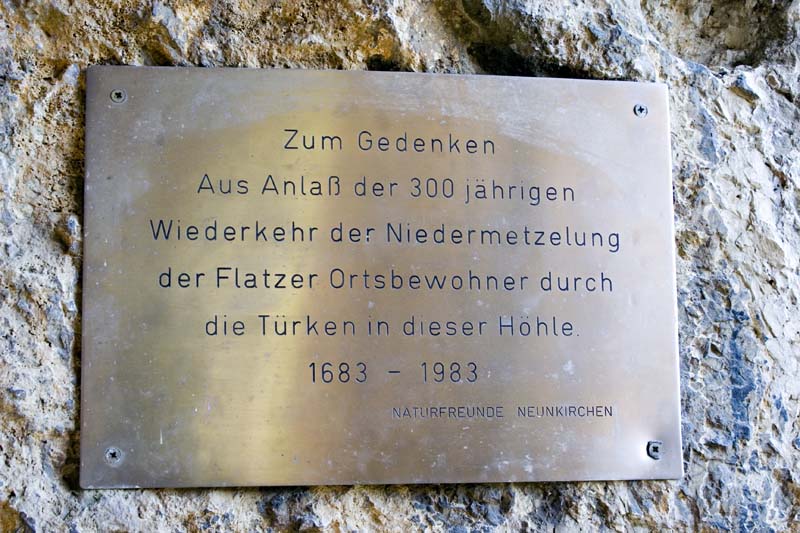 Zum Gedenken
Aus Anlaß der 300 jährigen
Wiederkehr der Niedermetzelung
der Flatzer Ortsbewohner durch
die Türken in dieser Höhle.
1683 – 1983
NATURFREUNDE NEUNKIRCHEN